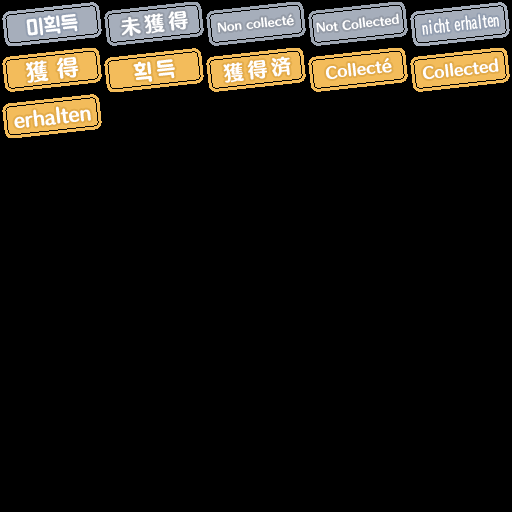 미획득
未獲得
Non collecté
Not Collected
nicht erhalten
獲得
획득
獲得済
Collecté
Collected
erhalten